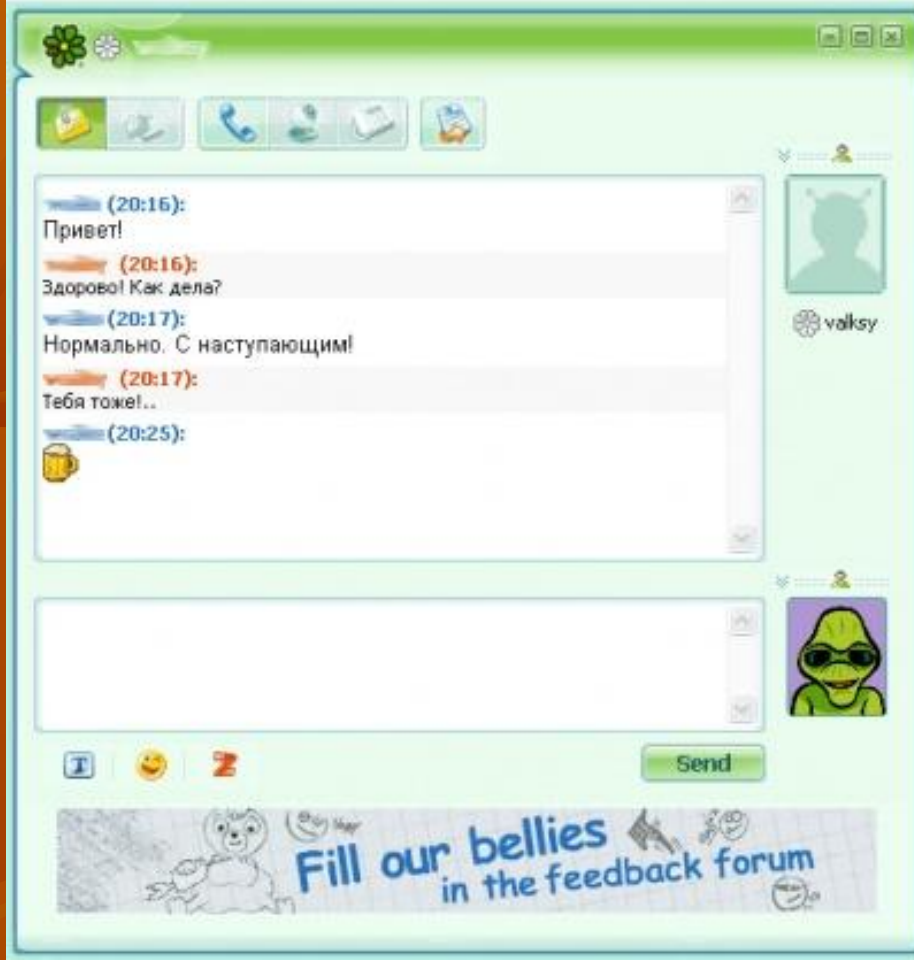 (20:16):
Привет!
(20:16):
Здорово! Как дела?
(20:17):
Нормально. С наступающим!
(20:17):
Тебя тоже!..
(20:25):
valksy
Send
Fill our bellies
in the feedback forum